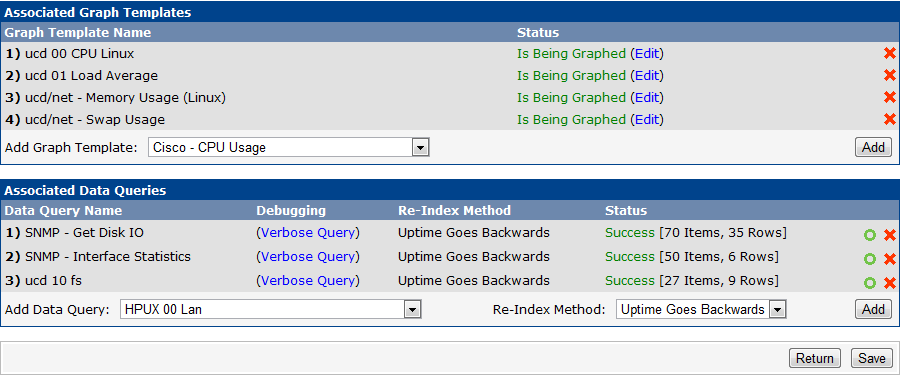 Associated Graph Templates
Graph Template Name Status
1) ucd 00 CPU Linux Is Being Graphed (Edit)
2) ucd 01 Load Average Is Being Graphed (Edit)
3) ucd/net - Memory Usage (Linux) Is Being Graphed (Edit)
4) ucd/net - Swap Usage Is Being Graphed (Edit)
Add Graph Template: Cisco - CPU Usage Add
Associated Data Queries
Data Query Name Debugging Re-Index Method Status
1) SNMP - Get Disk IO (Verbose Query) Uptime Goes Backwards Success [70 Items, 35 Rows]
2) SNMP - Interface Statistics (Verbose Query) Uptime Goes Backwards Success [50 Items, 6 Rows]
3) ucd 10 fs (Verbose Query) Uptime Goes Backwards Success [27 Items, 9 Rows]
Add Data Query: HPUX 00 Lan Re-Index Method: Uptime Goes Backwards Add
Return Save